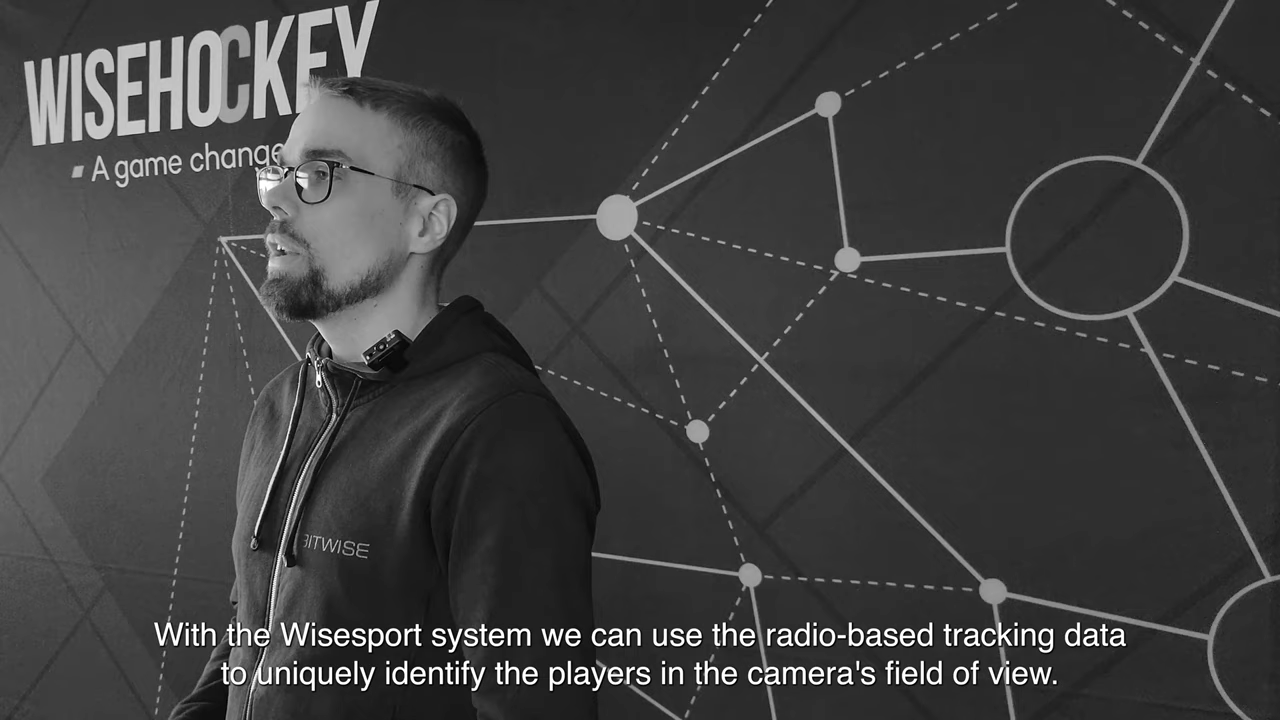 WISEHOCKEY
A game change
BITWISE
With the Wisesport system we can use the radio-based tracking data
to uniquely identify the players in the camera's field of view.